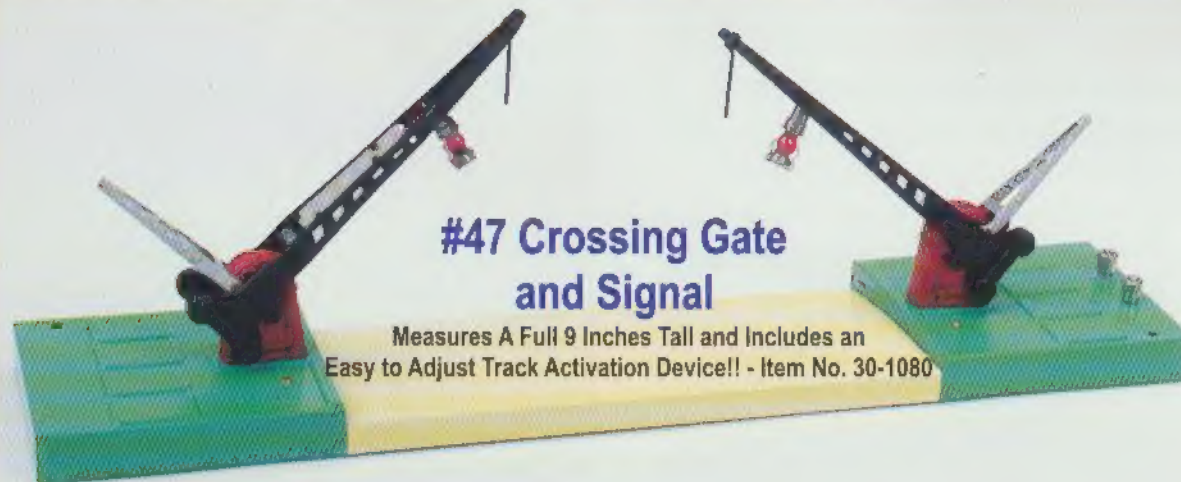 #47 Crossing Gate
and Signal
Measures A Full 9 Inches Tall and Includes an
Easy to Adjust Track Activation Device!! - Item No. 30-1080